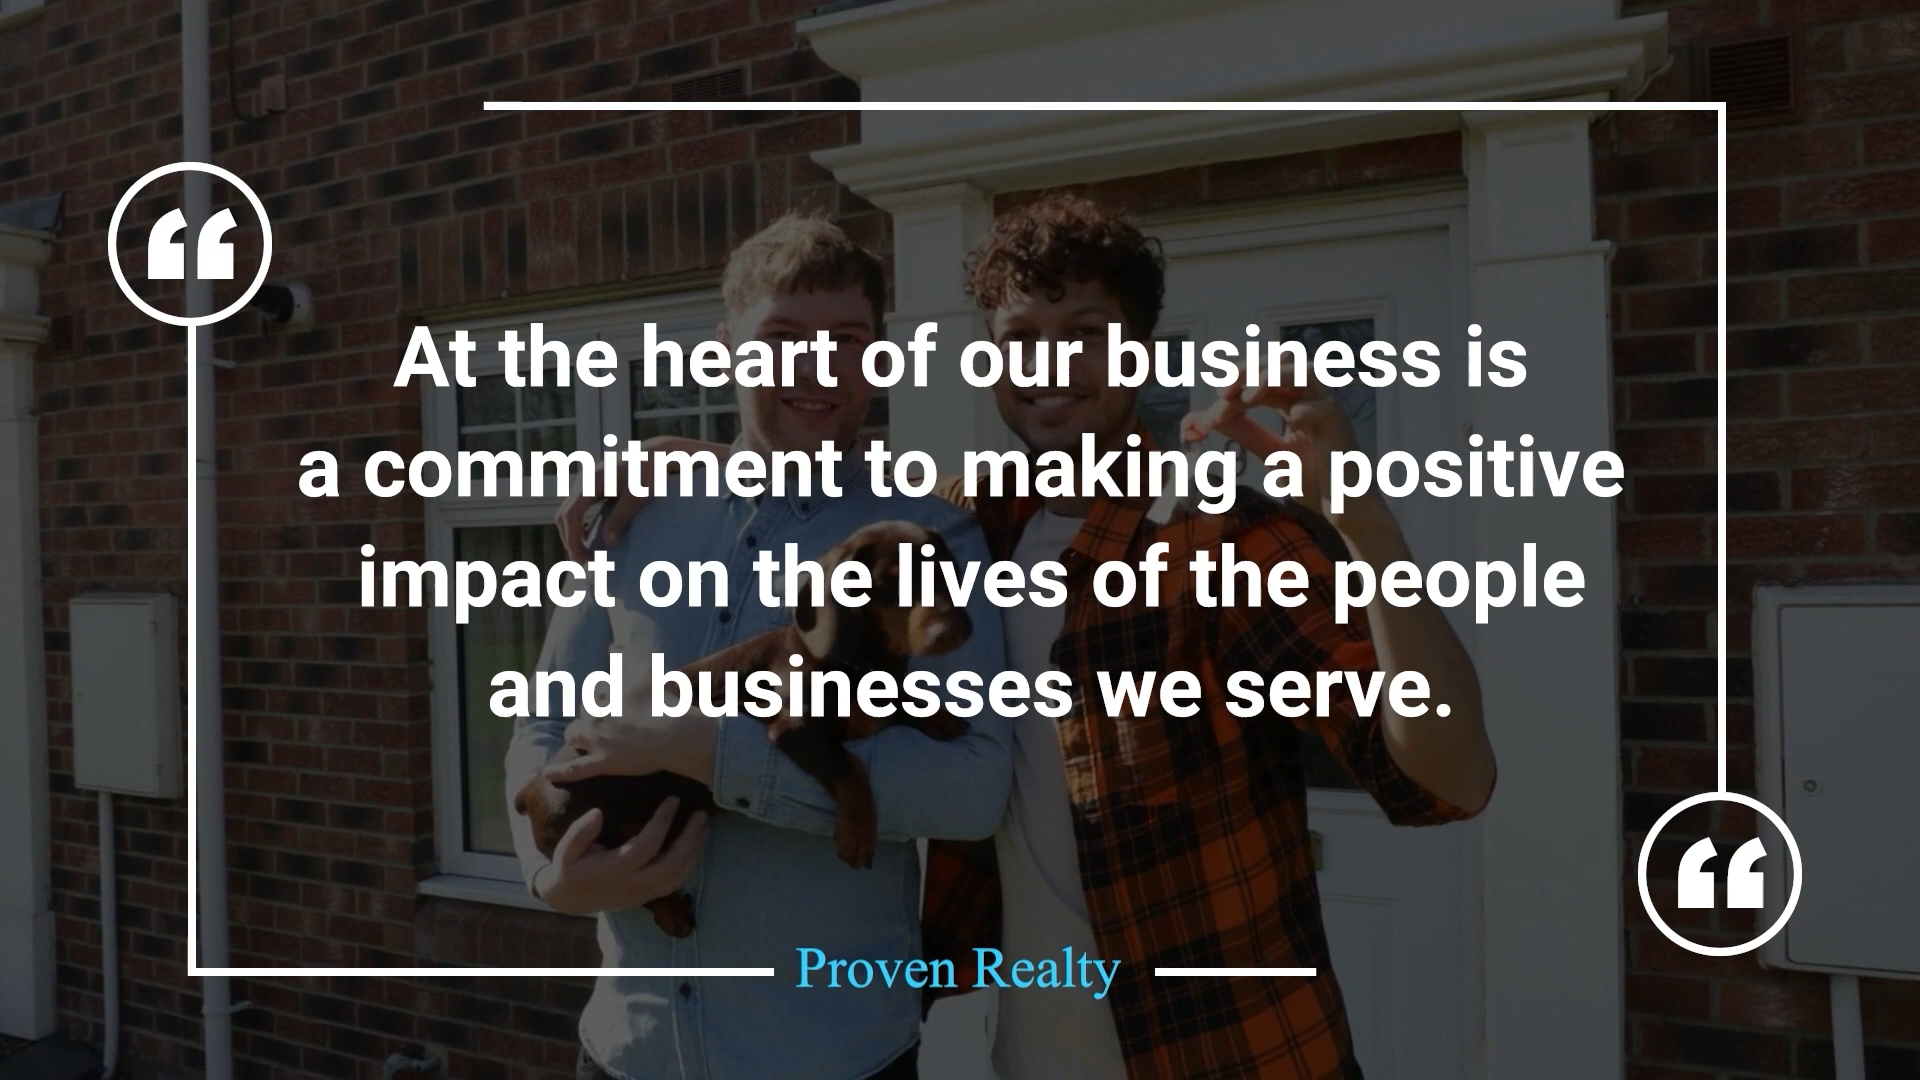 At the heart of our business is
a commitment to making a positive
impact on the lives of the people
and businesses we serve.
Proven Realty